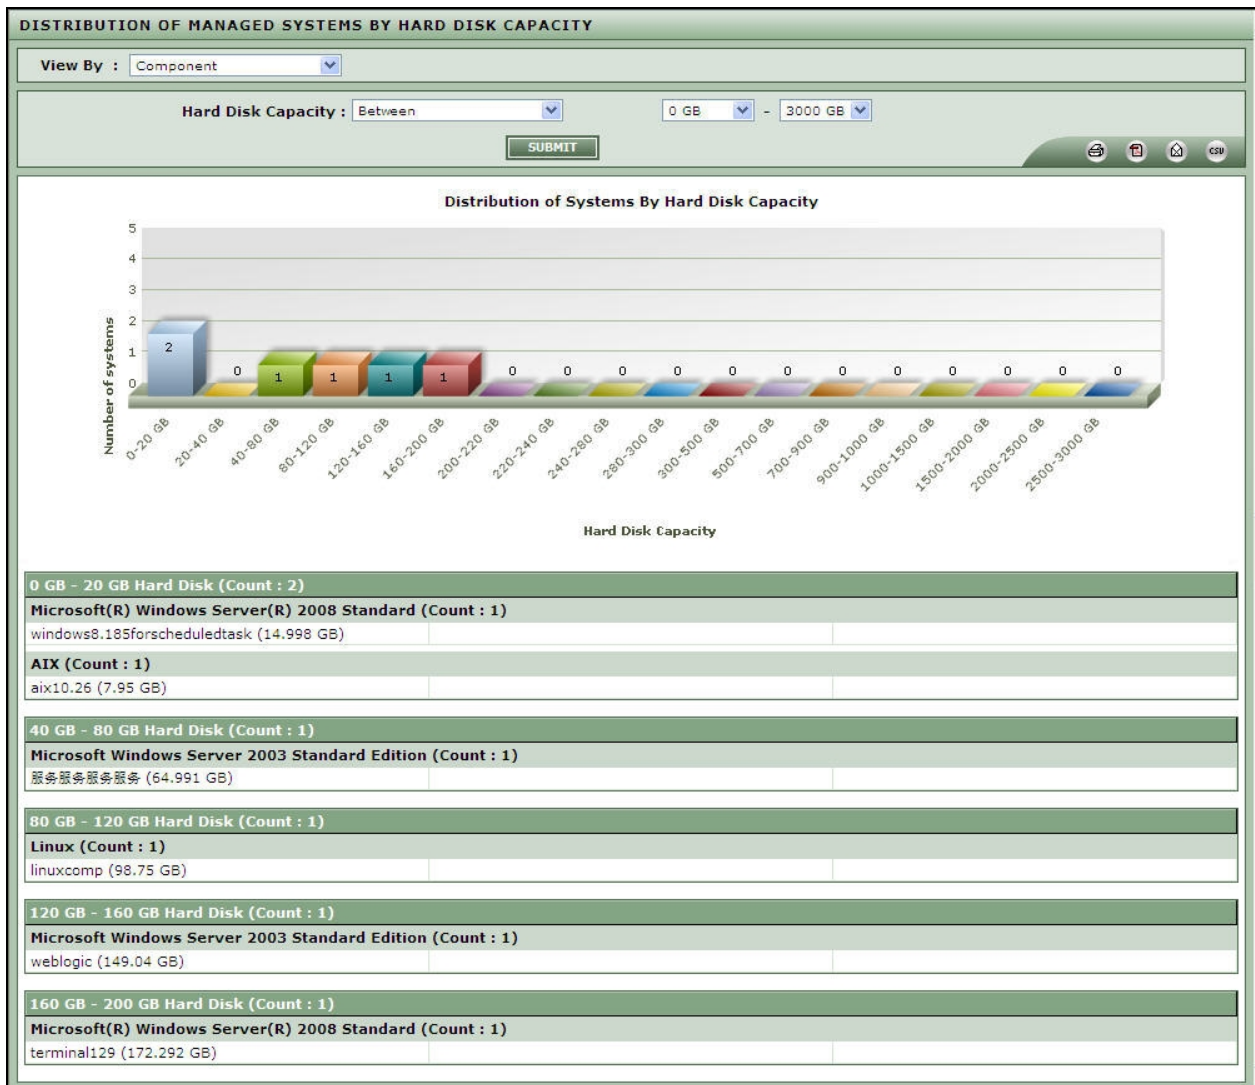 DISTRIBUTION OF MANAGED SYSTEMS BY HARD DISK CAPACITY
View By : Component
Hard Disk Capacity : Between 0 GB - 3000 GB
SUBMIT
CSV
Distribution of Systems By Hard Disk Capacity
5
4
3
2
1
0
Number of systems
2 0 1 1 1 1 0 0 0 0 0 0 0 0 0 0 0 0
0-20 GB 20-40 GB 40-80 GB 80-120 GB 120-160 GB 160-200 GB 200-220 GB 220-240 GB 240-280 GB 280-300 GB 300-500 GB 500-700 GB 700-900 GB 900-1000 GB 1000-1500 GB 1500-2000 GB 2000-2500 GB 2500-3000 GB
Hard Disk Capacity
0 GB - 20 GB Hard Disk (Count : 2)
Microsoft(R) Windows Server(R) 2008 Standard (Count : 1)
windows8.185forscheduledtask (14.998 GB)
AIX (Count : 1)
aix10.26 (7.95 GB)
40 GB - 80 GB Hard Disk (Count : 1)
Microsoft Windows Server 2003 Standard Edition (Count : 1)
服务服务服务服务 (64.991 GB)
80 GB - 120 GB Hard Disk (Count : 1)
Linux (Count : 1)
linuxcomp (98.75 GB)
120 GB - 160 GB Hard Disk (Count : 1)
Microsoft Windows Server 2003 Standard Edition (Count : 1)
weblogic (149.04 GB)
160 GB - 200 GB Hard Disk (Count : 1)
Microsoft(R) Windows Server(R) 2008 Standard (Count : 1)
terminal129 (172.292 GB)